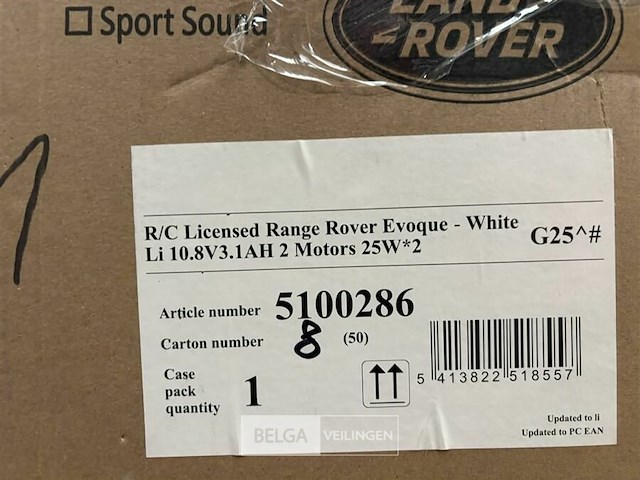 ☐ Sport Sound
LAND
ROVER
1
R/C Licensed Range Rover Evoque - White
Li 10.8V3.1AH 2 Motors 25W*2
G25^#
Article number 5100286
Carton number 8 (50)
Case
pack
quantity
1
5 413822 518557
Updated to li
Updated to PC EAN
BELGA VEILINGEN